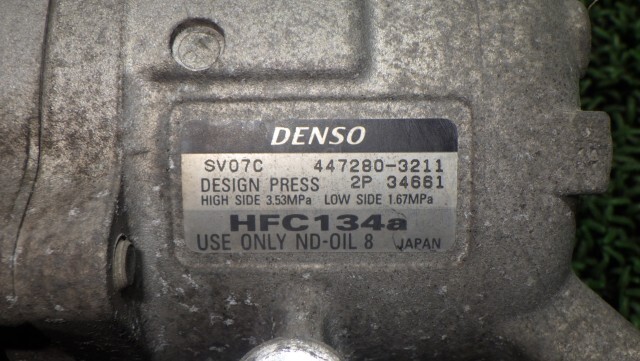 DENSO
SV07C 447280-3211
DESIGN PRESS 2P 34661
HIGH SIDE 3.53MPa LOW SIDE 1.67MPa
HFC134a
USE ONLY ND-OIL 8 JAPAN